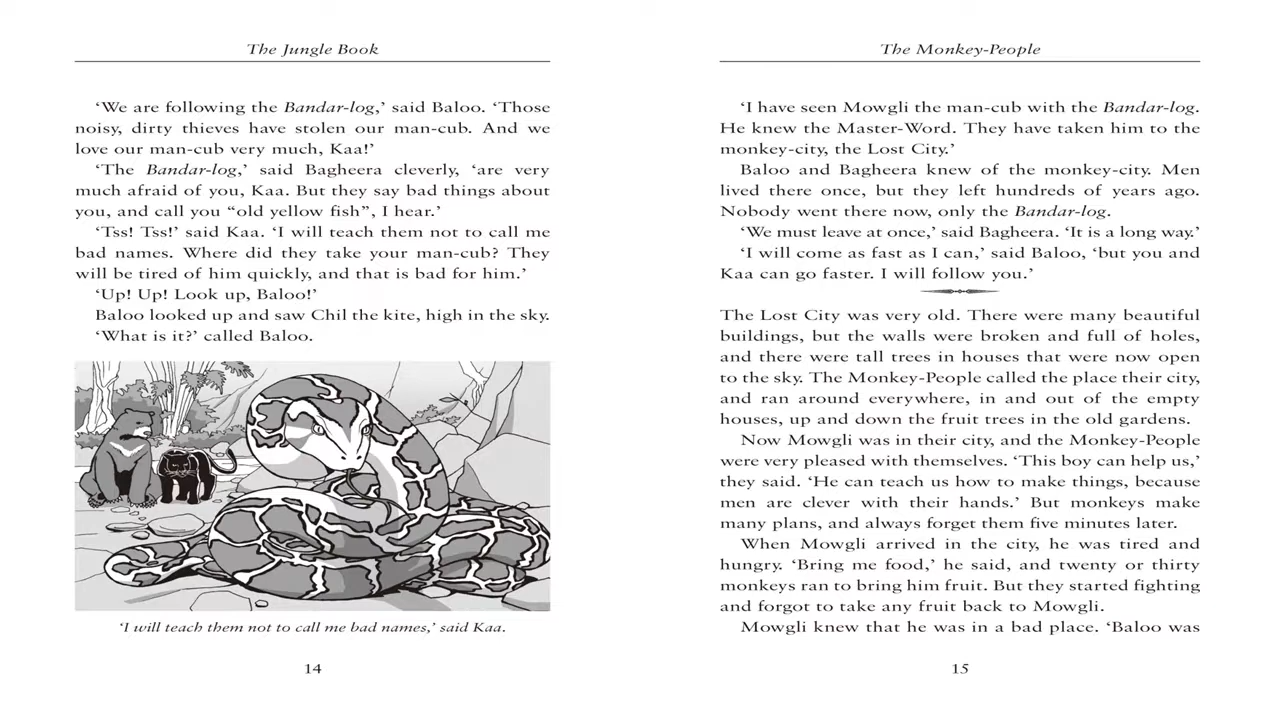 The Jungle Book
‘We are following the Bandar-log,’ said Baloo. ‘Those
noisy, dirty thieves have stolen our man-cub. And we
love our man-cub very much, Kaa!’
‘The Bandar-log,’ said Bagheera cleverly, ‘are very
much afraid of you, Kaa. But they say bad things about
you, and call you “old yellow fish”, I hear.’
‘Tss! Tss!’ said Kaa. ‘I will teach them not to call me
bad names. Where did they take your man-cub? They
will be tired of him quickly, and that is bad for him.’
‘Up! Up! Look up, Baloo!’
Baloo looked up and saw Chil the kite, high in the sky.
‘What is it?’ called Baloo.
‘I will teach them not to call me bad names,’ said Kaa.
14
The Monkey-People
‘I have seen Mowgli the man-cub with the Bandar-log.
He knew the Master-Word. They have taken him to the
monkey-city, the Lost City.’
Baloo and Bagheera knew of the monkey-city. Men
lived there once, but they left hundreds of years ago.
Nobody went there now, only the Bandar-log.
‘We must leave at once,’ said Bagheera. ‘It is a long way.’
‘I will come as fast as I can,’ said Baloo, ‘but you and
Kaa can go faster. I will follow you.’
The Lost City was very old. There were many beautiful
buildings, but the walls were broken and full of holes,
and there were tall trees in houses that were now open
to the sky. The Monkey-People called the place their city,
and ran around everywhere, in and out of the empty
houses, up and down the fruit trees in the old gardens.
Now Mowgli was in their city, and the Monkey-People
were very pleased with themselves. ‘This boy can help us,’
they said. ‘He can teach us how to make things, because
men are clever with their hands.’ But monkeys make
many plans, and always forget them five minutes later.
When Mowgli arrived in the city, he was tired and
hungry. ‘Bring me food,’ he said, and twenty or thirty
monkeys ran to bring him fruit. But they started fighting
and forgot to take any fruit back to Mowgli.
Mowgli knew that he was in a bad place. ‘Baloo was
15